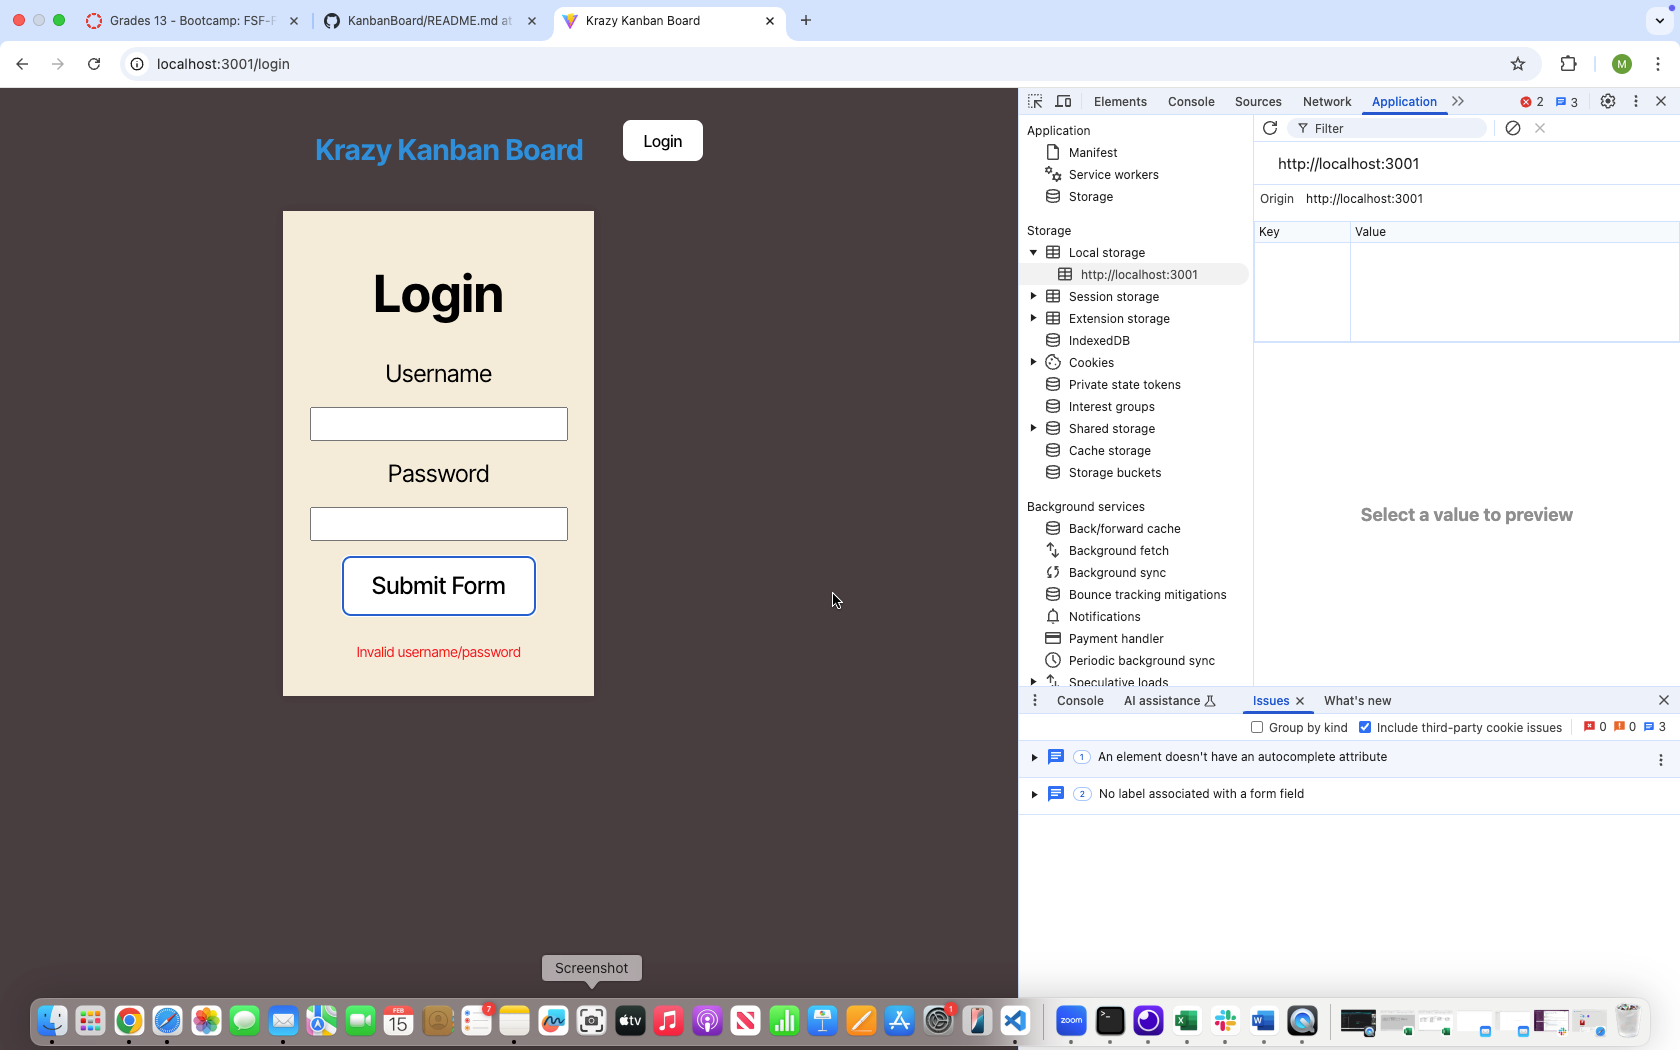 Grades 13 - Bootcamp: FSF-F
KanbanBoard/README.md at
Krazy Kanban Board
localhost:3001/login
M
Krazy Kanban Board
Login
Login
Username
Password
Submit Form
Invalid username/password
Elements
Console
Sources
Network
Application
2
3
Application
Manifest
Service workers
Storage
Storage
Local storage
http://localhost:3001
Session storage
Extension storage
IndexedDB
Cookies
Private state tokens
Interest groups
Shared storage
Cache storage
Storage buckets
Background services
Back/forward cache
Background fetch
Background sync
Bounce tracking mitigations
Notifications
Payment handler
Periodic background sync
Speculative loads
Filter
http://localhost:3001
Origin http://localhost:3001
Key Value
Select a value to preview
Console
AI assistance
Issues
What's new
Group by kind
Include third-party cookie issues
0 0 3
1 An element doesn't have an autocomplete attribute
2 No label associated with a form field
Screenshot
FEB
15
7
tv
1
zoom